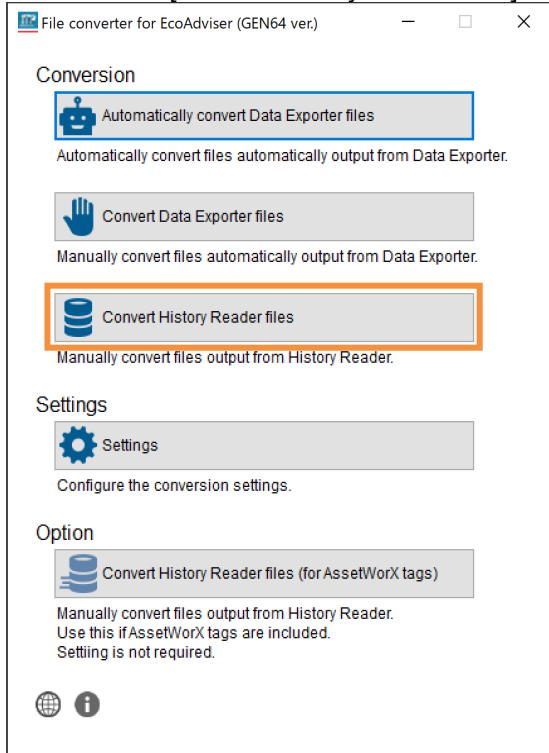 File converter for EcoAdviser (GEN64 ver.)
Conversion
Automatically convert Data Exporter files
Automatically convert files automatically output from Data Exporter.
Convert Data Exporter files
Manually convert files automatically output from Data Exporter.
Convert History Reader files
Manually convert files output from History Reader.
Settings
Settings
Configure the conversion settings.
Option
Convert History Reader files (for AssetWorX tags)
Manually convert files output from History Reader.
Use this if AssetWorX tags are included.
Settiing is not required.